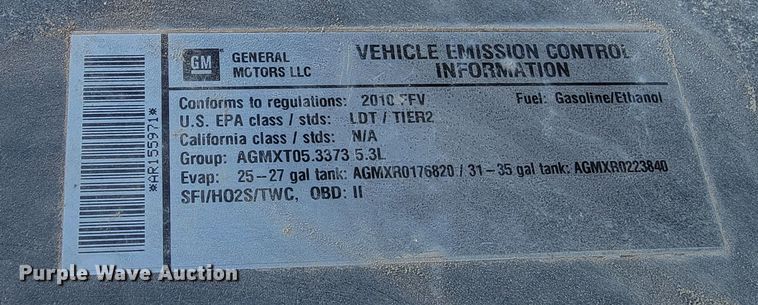 GM
GENERAL
MOTORS LLC
VEHICLE EMISSION CONTROL
INFORMATION
Conforms to regulations: 2010 FFV
Fuel: Gasoline/Ethanol
U.S. EPA class / stds: LDT / TIER2
California class / stds: N/A
Group: AGMXT05.3373 5.3L
Evap: 25-27 gal tank: AGMXR0176820 / 31-35 gal tank: AGMXR0223840
SFI/HO2S/TWC, OBD: II
*AR155971*
Purple Wave Auction